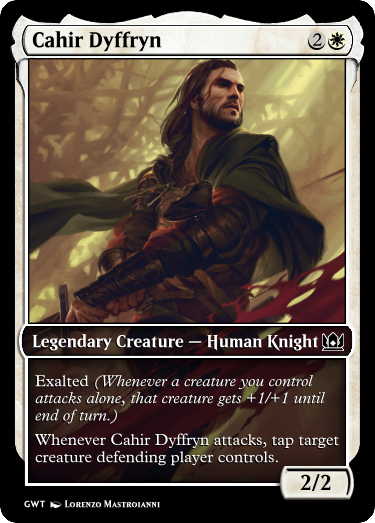 Cahir Dyffryn 2
Legendary Creature — Human Knight
Exalted (Whenever a creature you control
attacks alone, that creature gets +1/+1 until
end of turn.)
Whenever Cahir Dyffryn attacks, tap target
creature defending player controls.
2/2
GWT Lorenzo Mastroianni